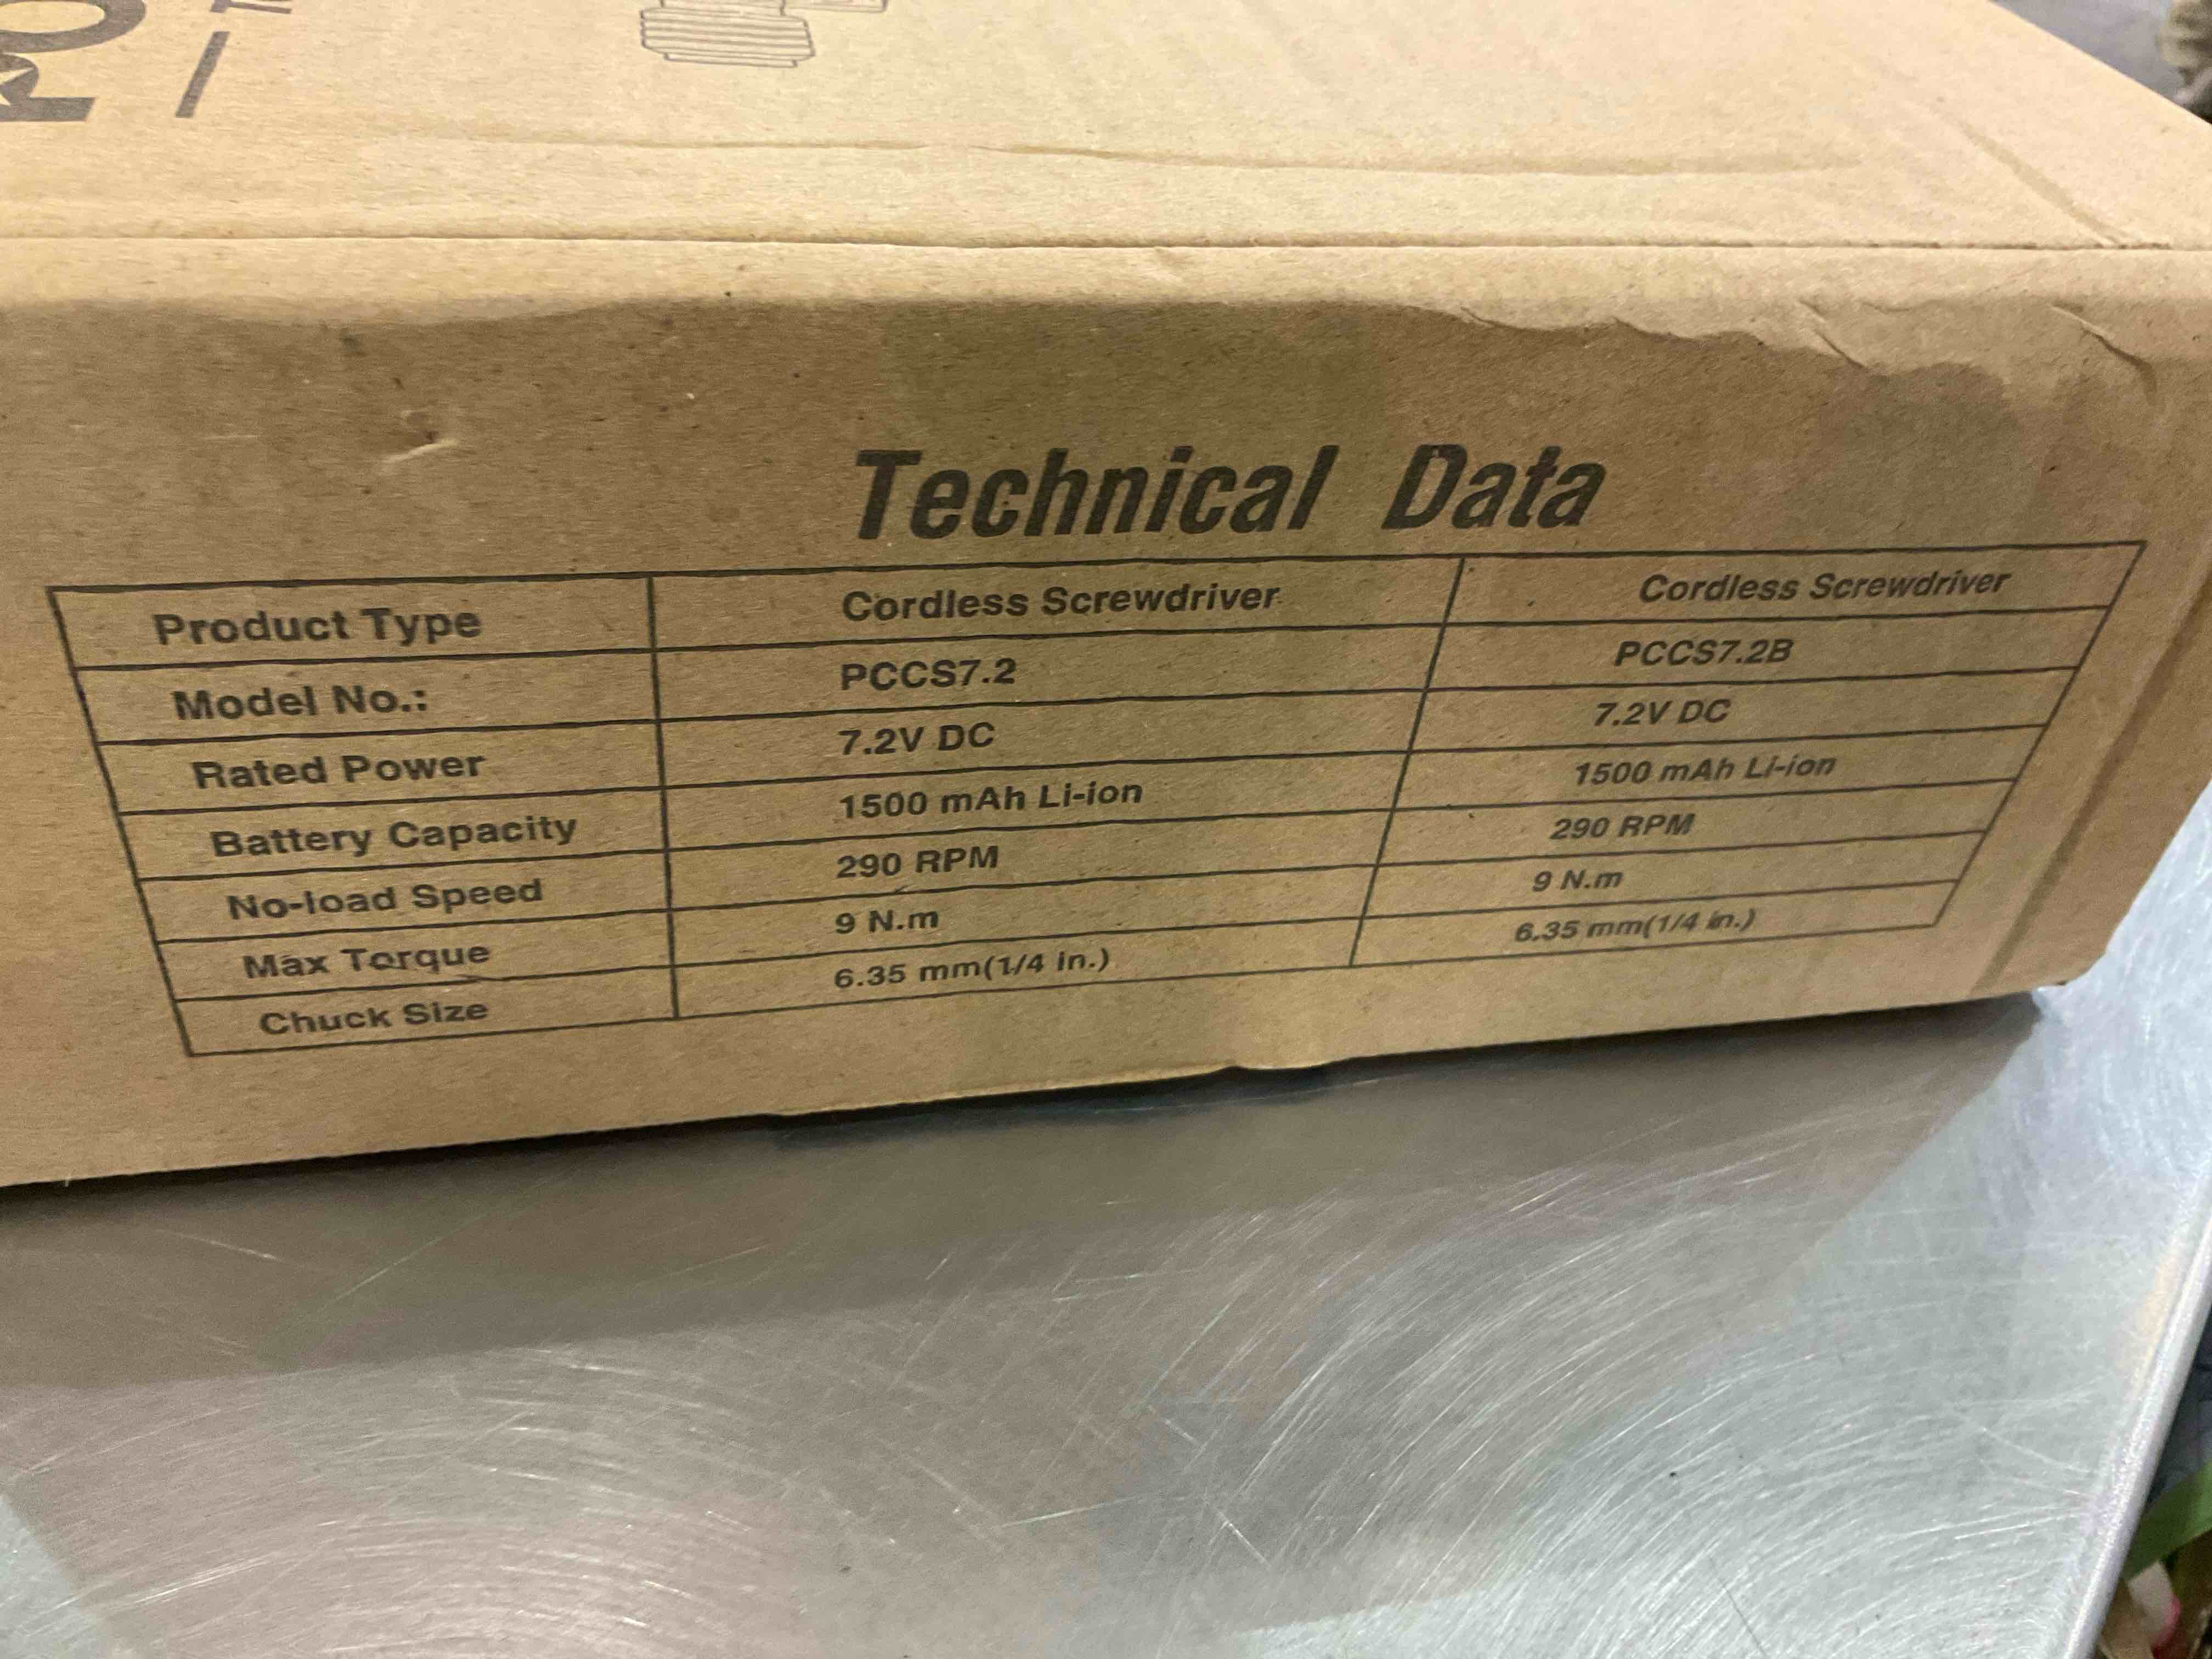 Technical Data
Product Type Cordless Screwdriver Cordless Screwdriver
Model No.: PCCS7.2 PCCS7.2B
Rated Power 7.2V DC 7.2V DC
Battery Capacity 1500 mAh Li-ion 1500 mAh Li-ion
No-load Speed 290 RPM 290 RPM
Max Torque 9 N.m 9 N.m
Chuck Size 6.35 mm(1/4 in.) 6.35 mm(1/4 in.)